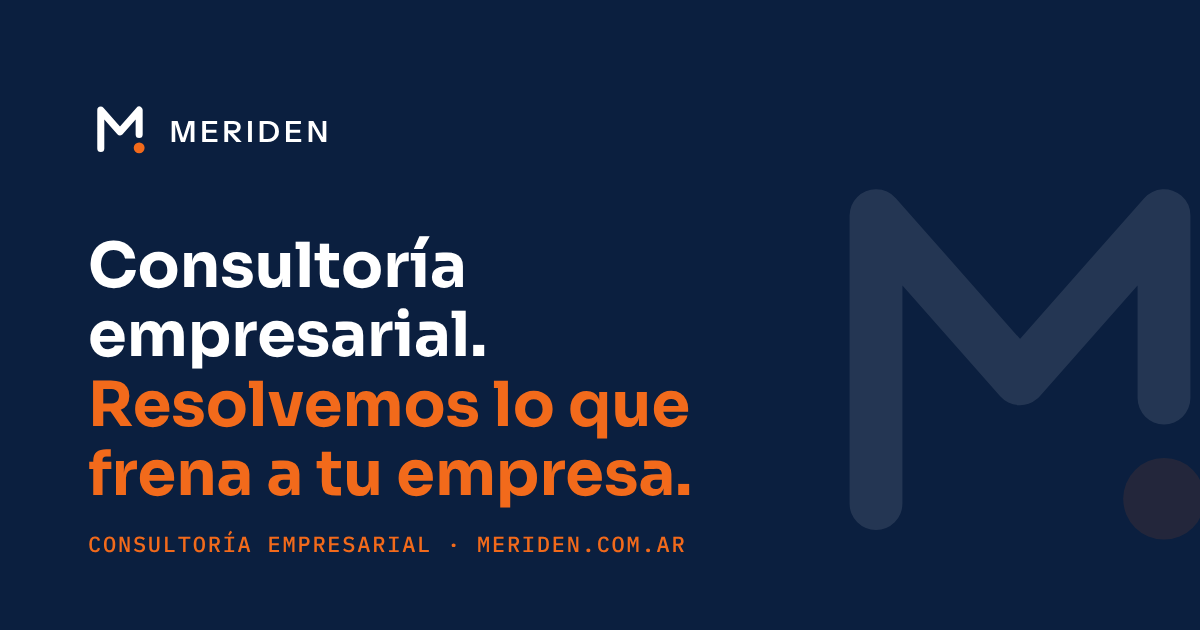 MERIDEN
Consultoría
empresarial.
Resolvemos lo que
frena a tu empresa.
CONSULTORÍA EMPRESARIAL · MERIDEN.COM.AR